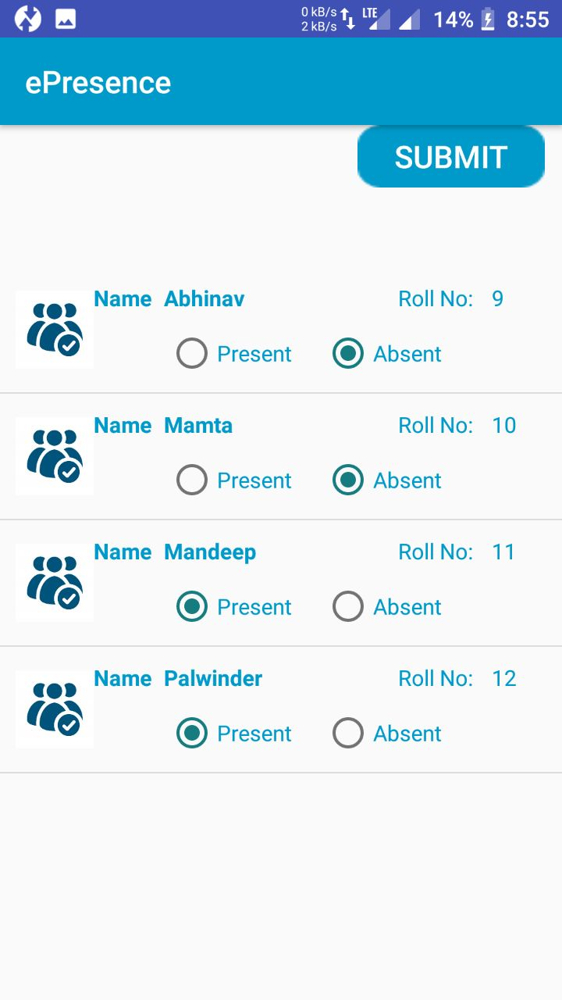 0 kB/s
2 kB/s LTE 14% 8:55
ePresence
SUBMIT
Name Abhinav Roll No: 9
Present Absent
Name Mamta Roll No: 10
Present Absent
Name Mandeep Roll No: 11
Present Absent
Name Palwinder Roll No: 12
Present Absent